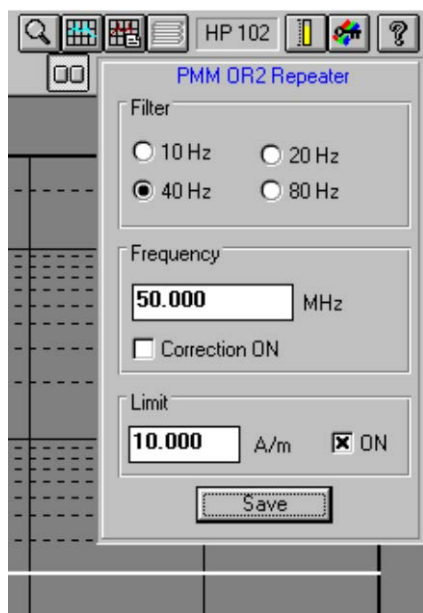 HP 102
Off
?
PMM OR2 Repeater
Filter
10 Hz 20 Hz
40 Hz 80 Hz
Frequency
50.000 MHz
Correction ON
Limit
10.000 A/m ON
Save